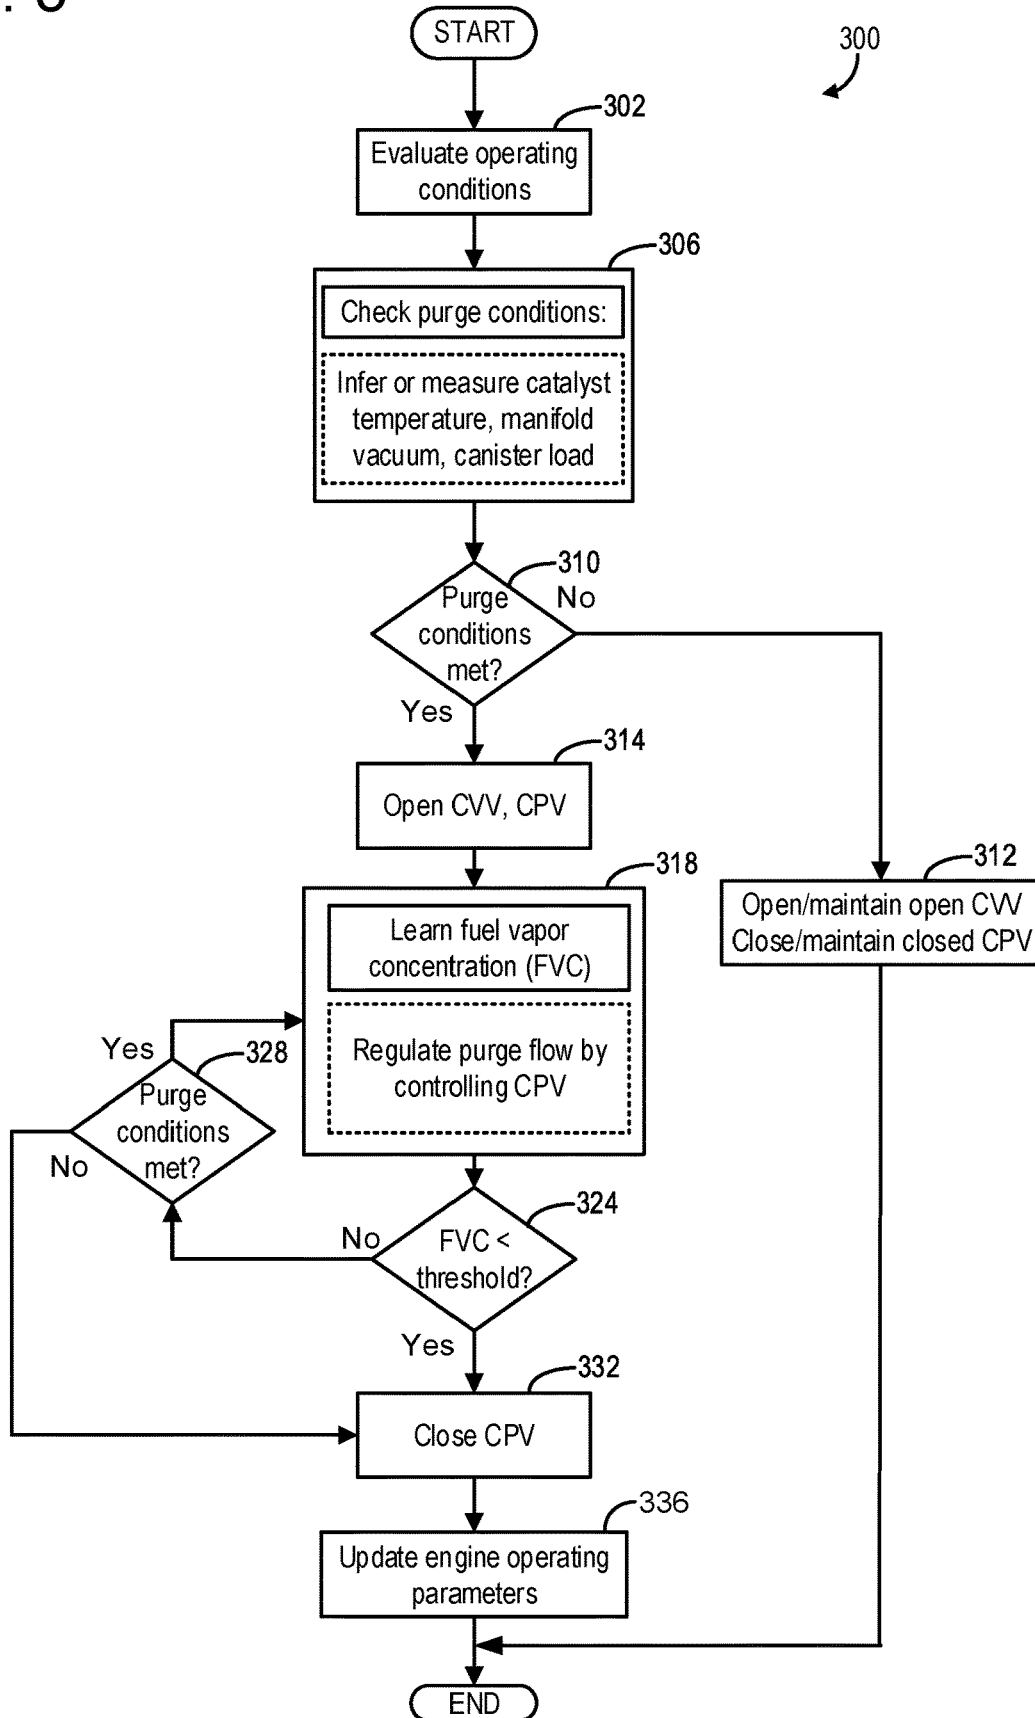 START
300
302
Evaluate operating
conditions
306
Check purge conditions:
Infer or measure catalyst
temperature, manifold
vacuum, canister load
310
Purge
conditions
met?
No
Yes
314
Open CVV, CPV
318
Learn fuel vapor
concentration (FVC)
Regulate purge flow by
controlling CPV
312
Open/maintain open CVV
Close/maintain closed CPV
Yes
328
Purge
conditions
met?
No
324
FVC <
threshold?
No
Yes
332
Close CPV
336
Update engine operating
parameters
END